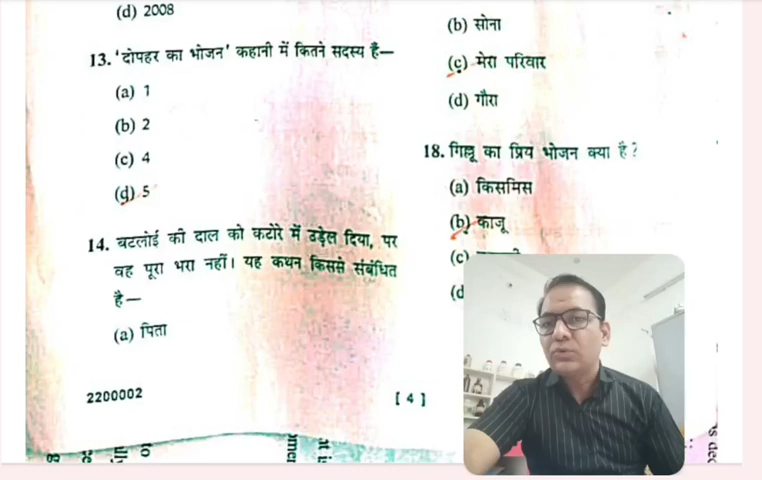 (d) 2008
13. 'दोपहर का भोजन' कहानी में कितने सदस्य हैं—
(a) 1
(b) 2
(c) 4
(d) 5
14. बटलोई की दाल को कटोरे में उड़ेल दिया, पर
वह पूरा भरा नहीं। यह कथन किससे संबंधित
है—
(a) पिता
2200002
[ 4 ]
(b) सोना
(c) मेरा परिवार
(d) गौरा
18. गिल्लू का प्रिय भोजन क्या है ?
(a) किसमिस
(b) काजू
(c)
(d